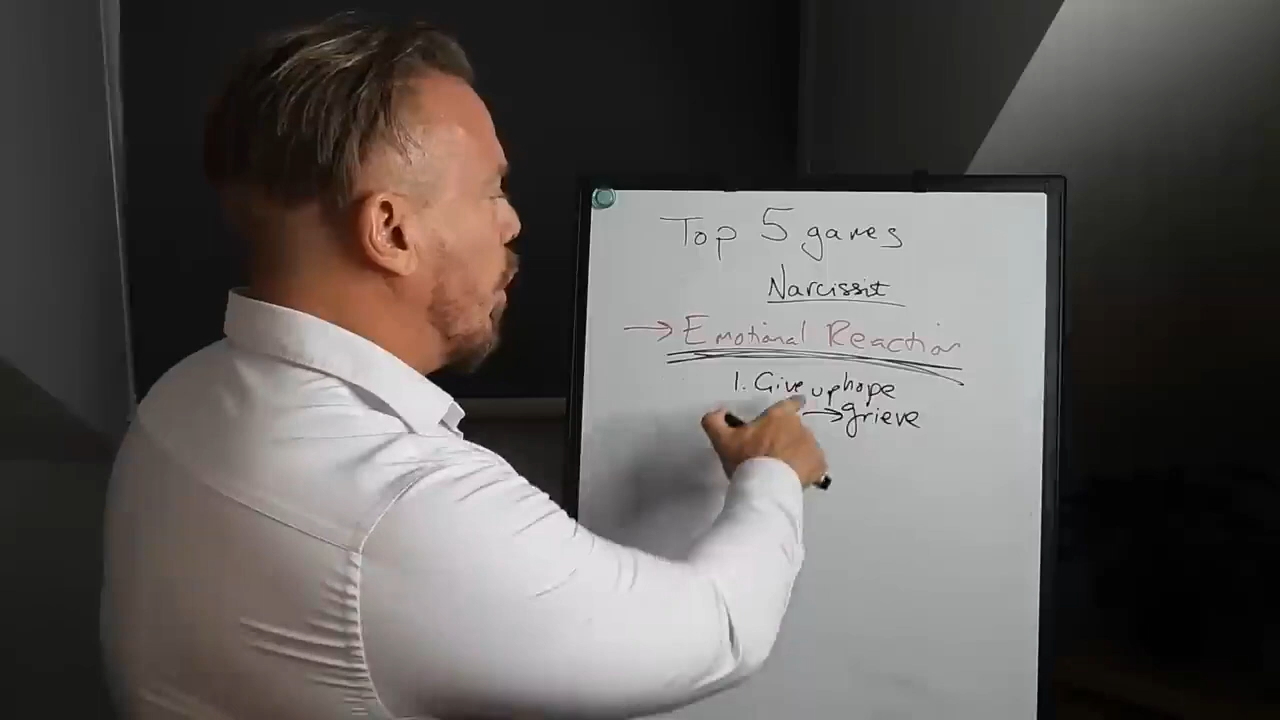 Top 5 games
Narcissist
→ Emotional Reaction
1. Give up hope
→ grieve